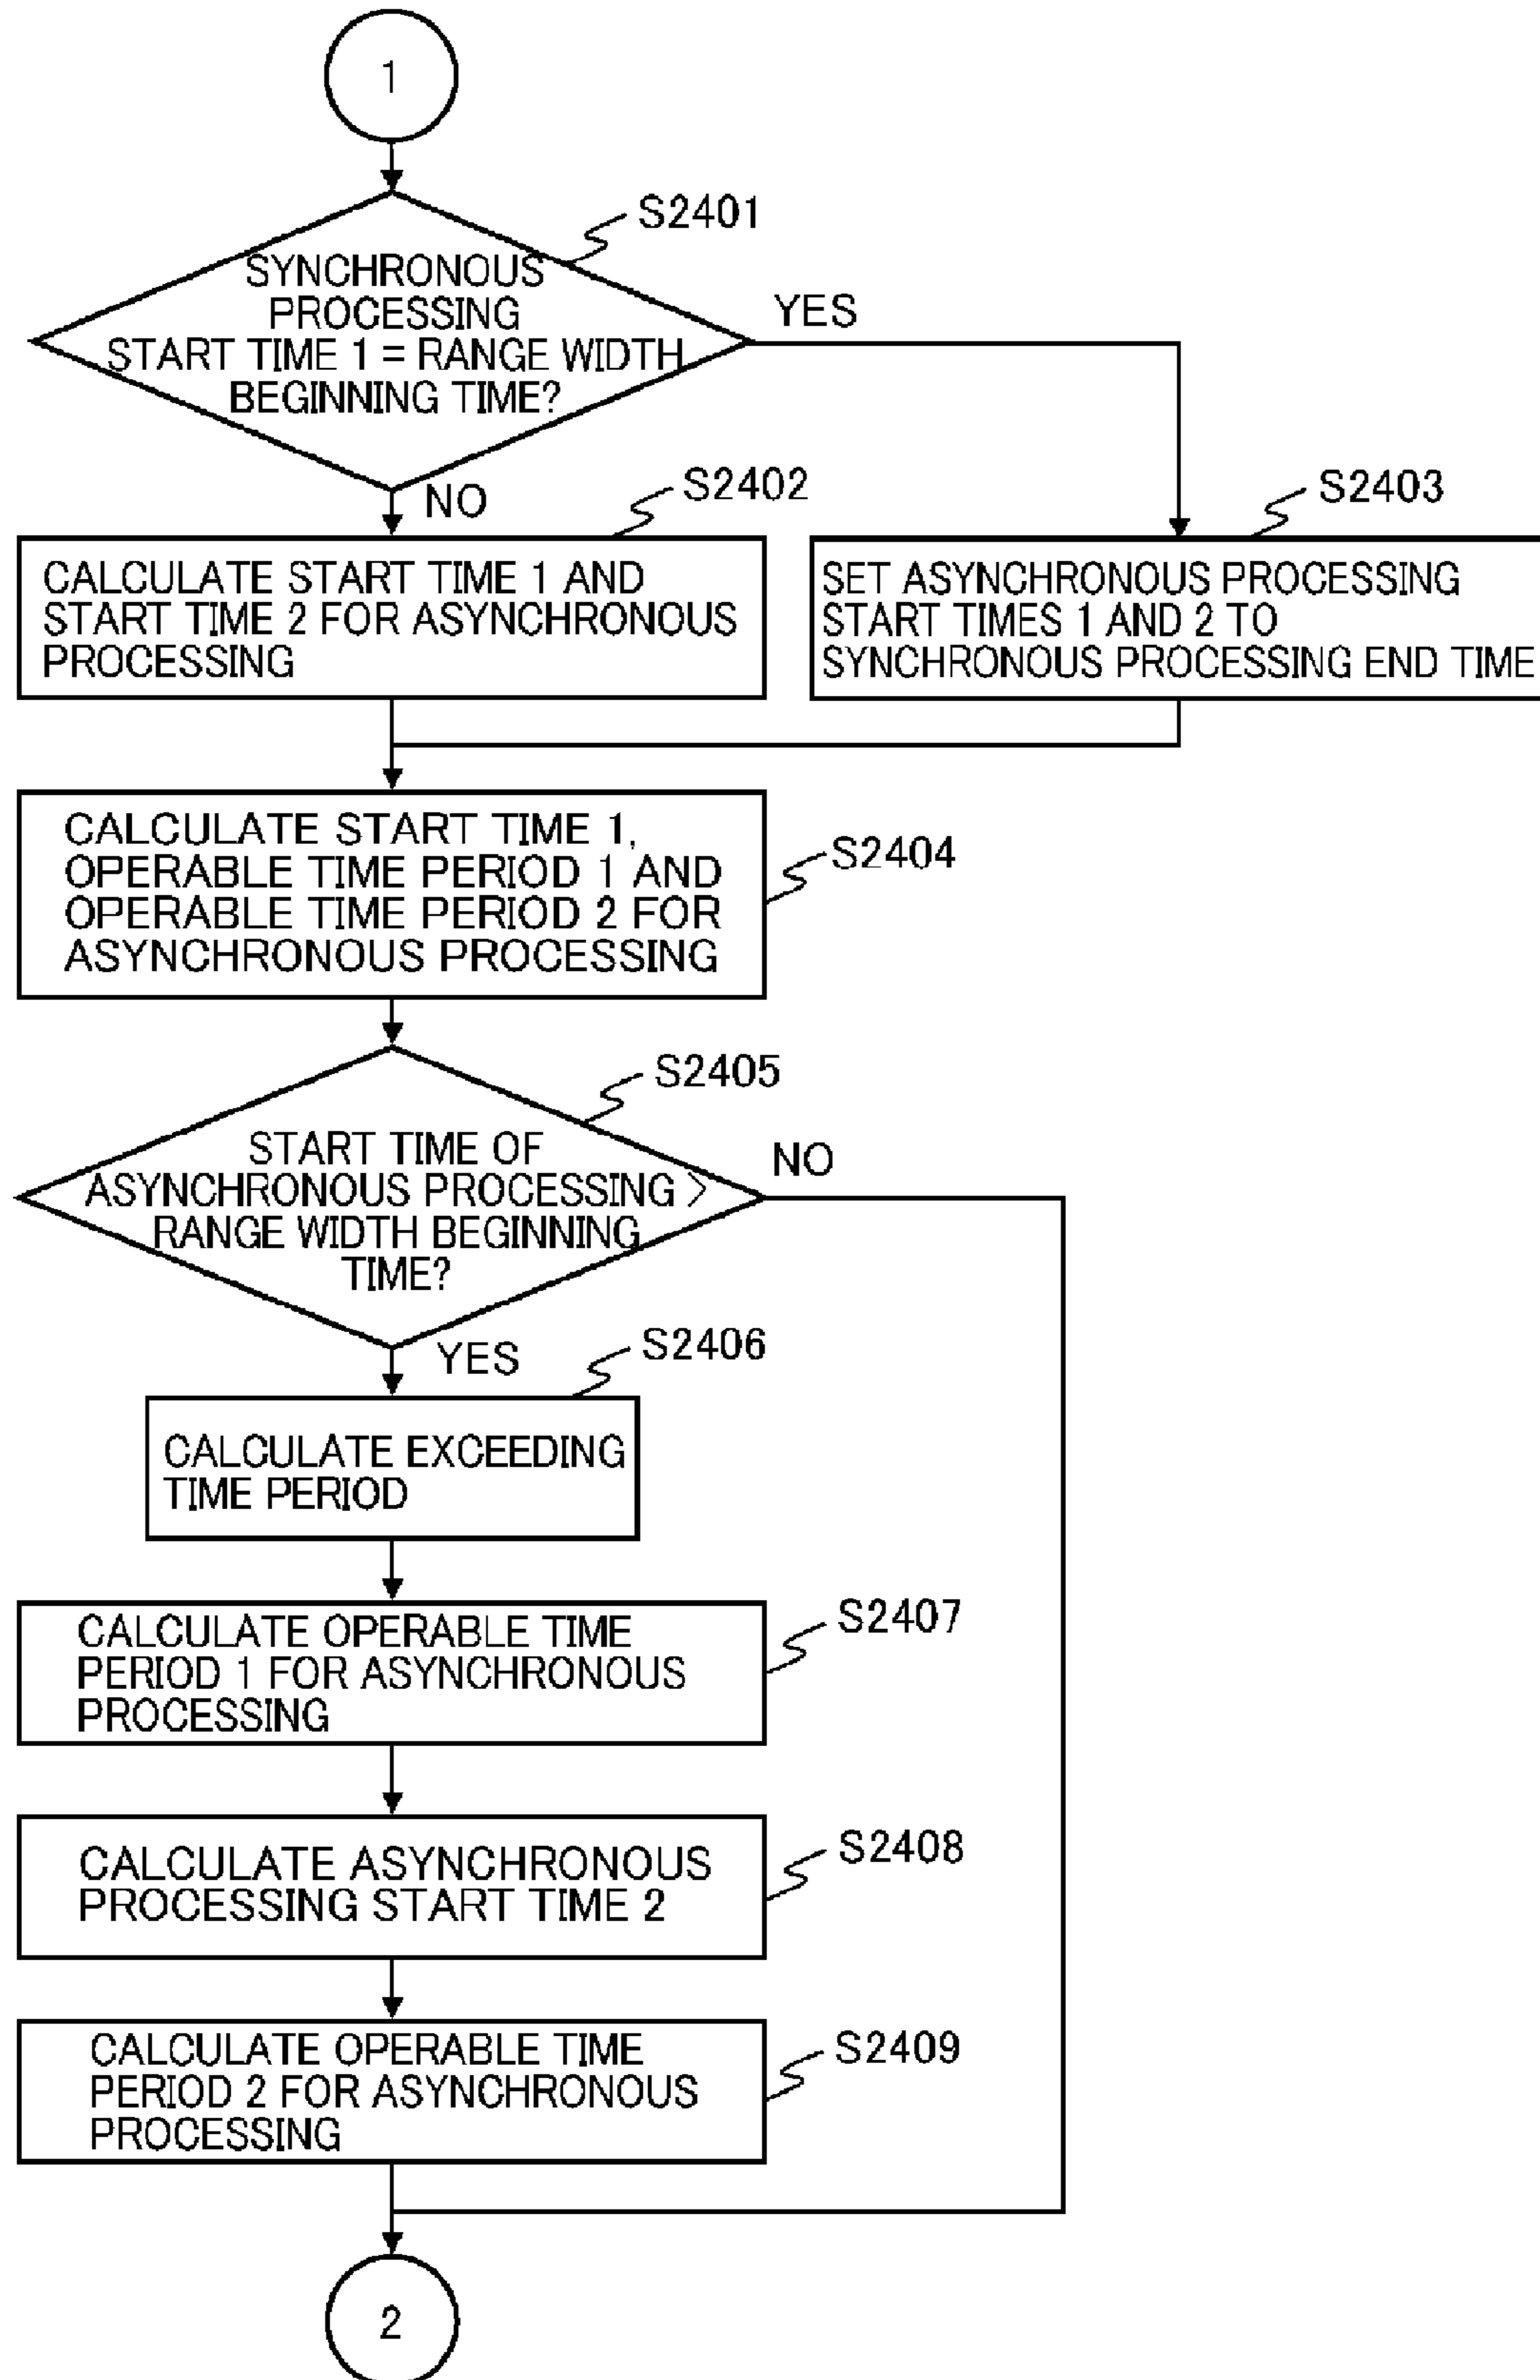 1
S2401
SYNCHRONOUS
PROCESSING
START TIME 1 = RANGE WIDTH
BEGINNING TIME?
YES
NO
S2402
CALCULATE START TIME 1 AND
START TIME 2 FOR ASYNCHRONOUS
PROCESSING
S2403
SET ASYNCHRONOUS PROCESSING
START TIMES 1 AND 2 TO
SYNCHRONOUS PROCESSING END TIME
S2404
CALCULATE START TIME 1,
OPERABLE TIME PERIOD 1 AND
OPERABLE TIME PERIOD 2 FOR
ASYNCHRONOUS PROCESSING
S2405
START TIME OF
ASYNCHRONOUS PROCESSING >
RANGE WIDTH BEGINNING
TIME?
NO
YES
S2406
CALCULATE EXCEEDING
TIME PERIOD
S2407
CALCULATE OPERABLE TIME
PERIOD 1 FOR ASYNCHRONOUS
PROCESSING
S2408
CALCULATE ASYNCHRONOUS
PROCESSING START TIME 2
S2409
CALCULATE OPERABLE TIME
PERIOD 2 FOR ASYNCHRONOUS
PROCESSING
2